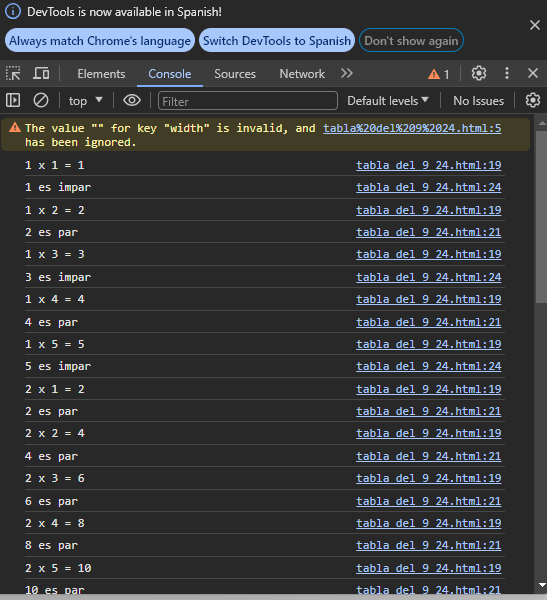 DevTools is now available in Spanish!
Always match Chrome's language Switch DevTools to Spanish Don't show again
Elements Console Sources Network 1
top Filter Default levels No Issues
The value "" for key "width" is invalid, and tabla%20del%209%2024.html:5
has been ignored.
1 x 1 = 1 tabla del 9 24.html:19
1 es impar tabla del 9 24.html:24
1 x 2 = 2 tabla del 9 24.html:19
2 es par tabla del 9 24.html:21
1 x 3 = 3 tabla del 9 24.html:19
3 es impar tabla del 9 24.html:24
1 x 4 = 4 tabla del 9 24.html:19
4 es par tabla del 9 24.html:21
1 x 5 = 5 tabla del 9 24.html:19
5 es impar tabla del 9 24.html:24
2 x 1 = 2 tabla del 9 24.html:19
2 es par tabla del 9 24.html:21
2 x 2 = 4 tabla del 9 24.html:19
4 es par tabla del 9 24.html:21
2 x 3 = 6 tabla del 9 24.html:19
6 es par tabla del 9 24.html:21
2 x 4 = 8 tabla del 9 24.html:19
8 es par tabla del 9 24.html:21
2 x 5 = 10 tabla del 9 24.html:19
10 es par tabla del 9 24.html:21